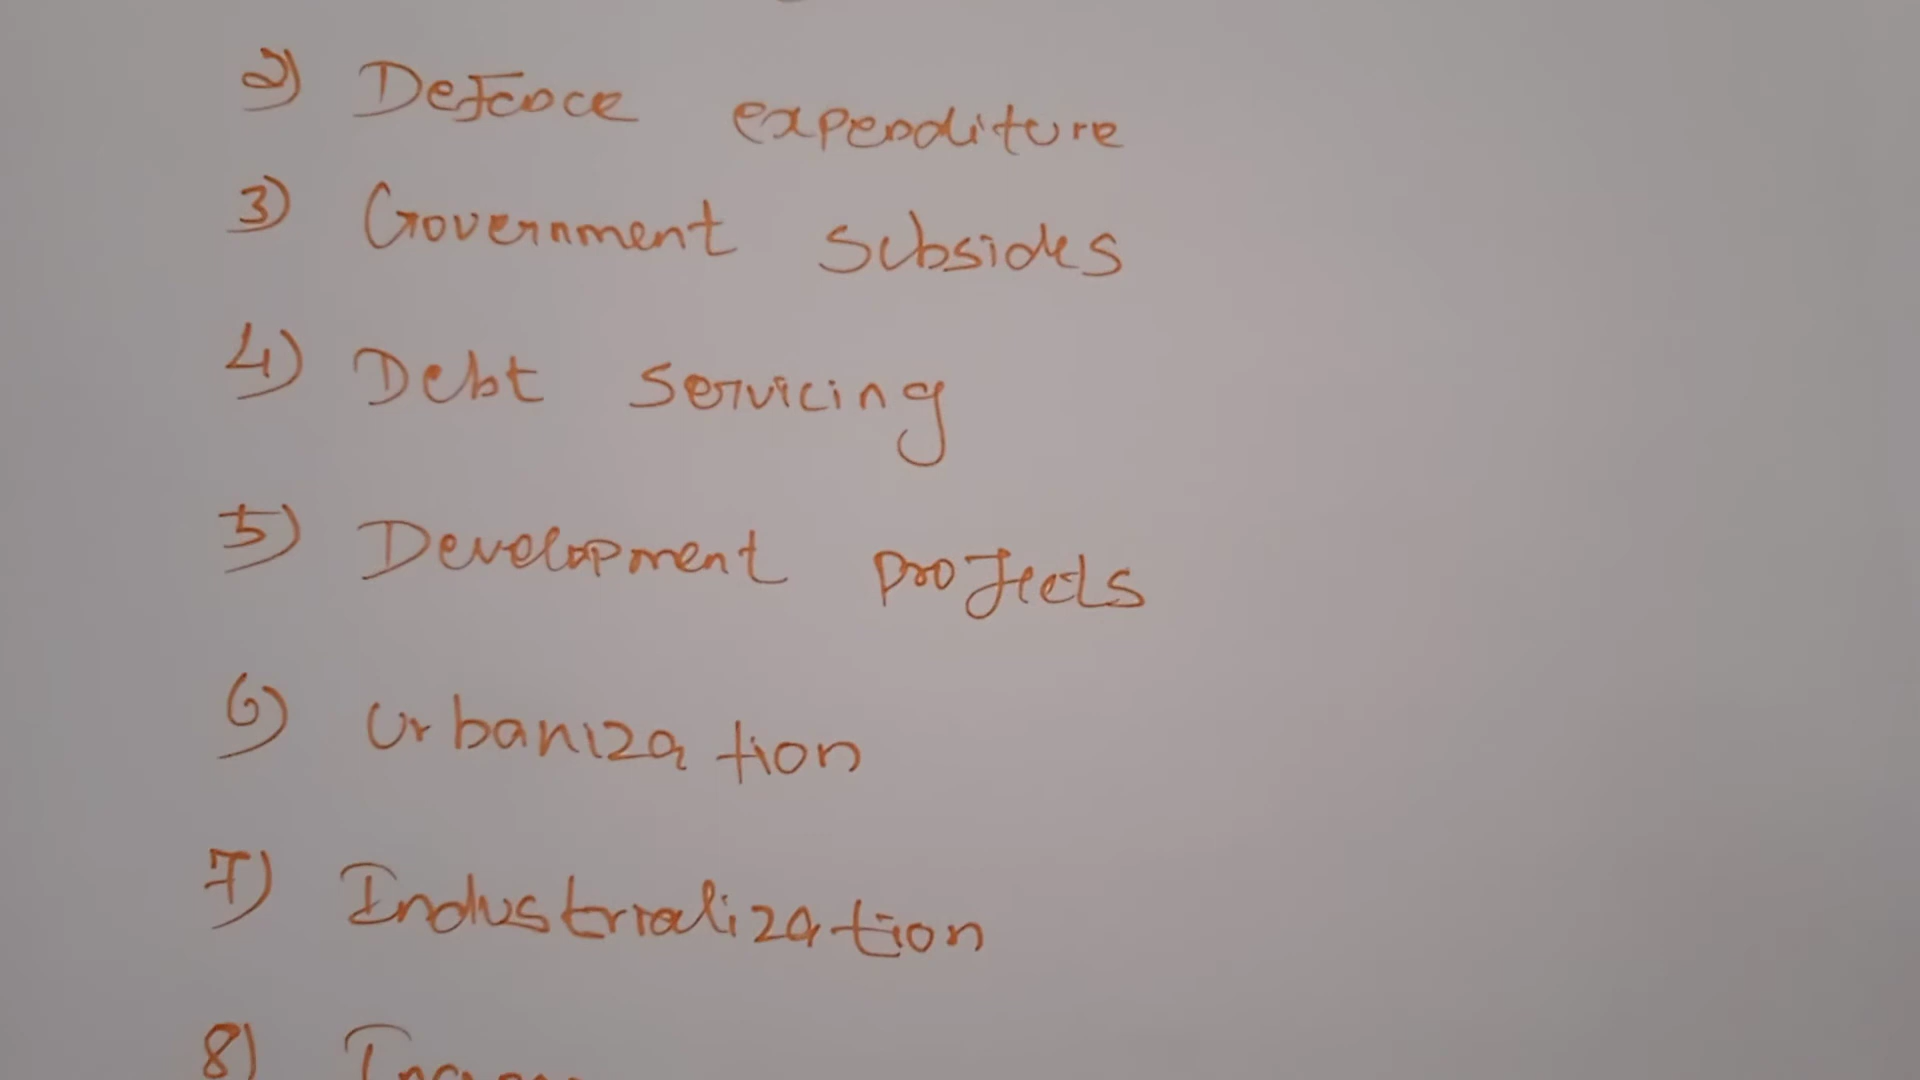 2) Defence expenditure
3) Government Subsides
4) Debt Servicing
5) Development projects
6) Urbanization
7) Industrialization
8)